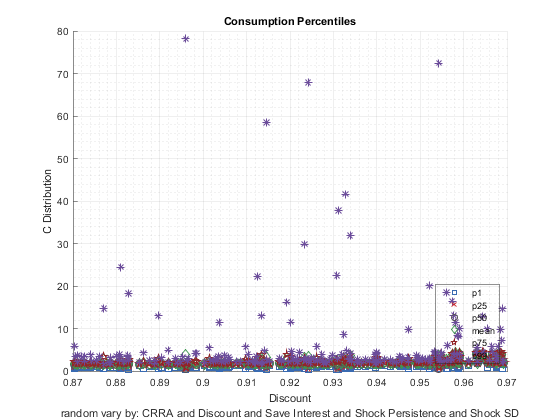 Consumption Percentiles
C Distribution
80
70
60
50
40
30
20
10
0
p1
p25
p50
mean
p75
0.87 0.88 0.89 0.9 0.91 0.92 0.93 0.94 0.95 0.96 0.97
Discount
random vary by: CRRA and Discount and Save Interest and Shock Persistence and Shock SD